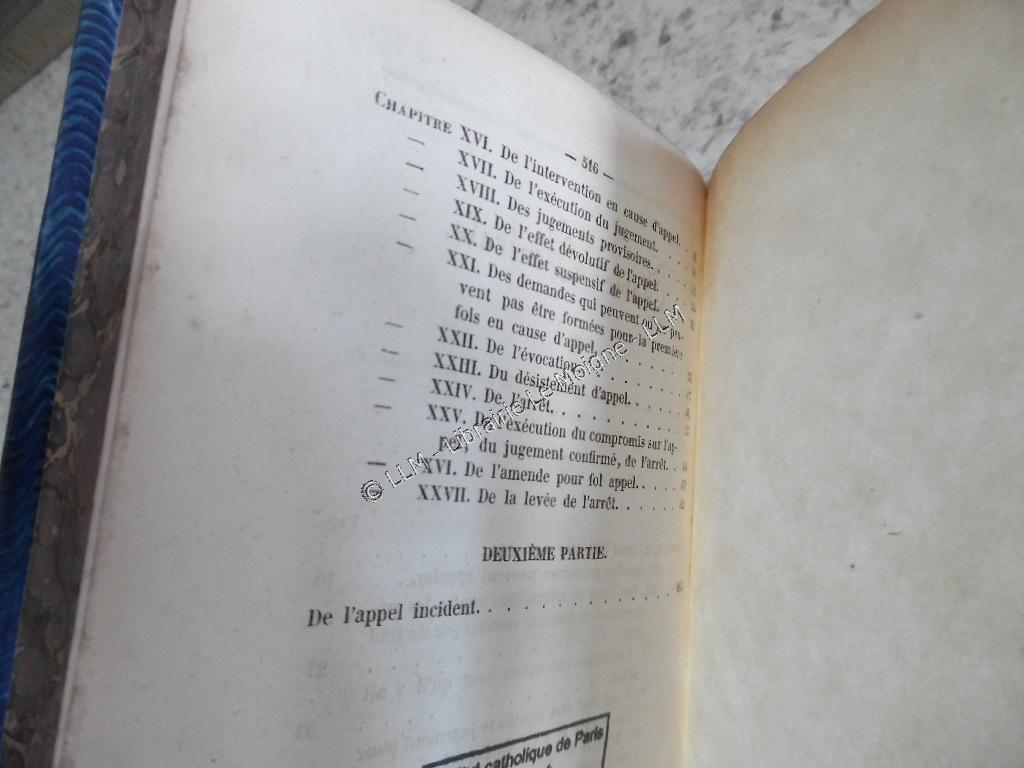 — 516 —
CHAPITRE XVI. De l'intervention en cause d'appel.
— XVII. De l'exécution du jugement.
— XVIII. Des jugements provisoires.
— XIX. De l'effet dévolutif de l'appel.
— XX. De l'effet suspensif de l'appel.
— XXI. Des demandes qui peuvent
vent pas être formées pour la première
fois en cause d'appel.
— XXII. De l'évocation.
— XXIII. Du désistement d'appel.
— XXIV. De l'arrêt.
— XXV. De l'exécution du compromis sur l'ap-
pel, du jugement confirmé, de l'arrêt.
— XXVI. De l'amende pour fol appel.
— XXVII. De la levée de l'arrêt.
DEUXIÈME PARTIE.
De l'appel incident.
catholique de Paris
© LLM - Librairie Le Moigne - LLM